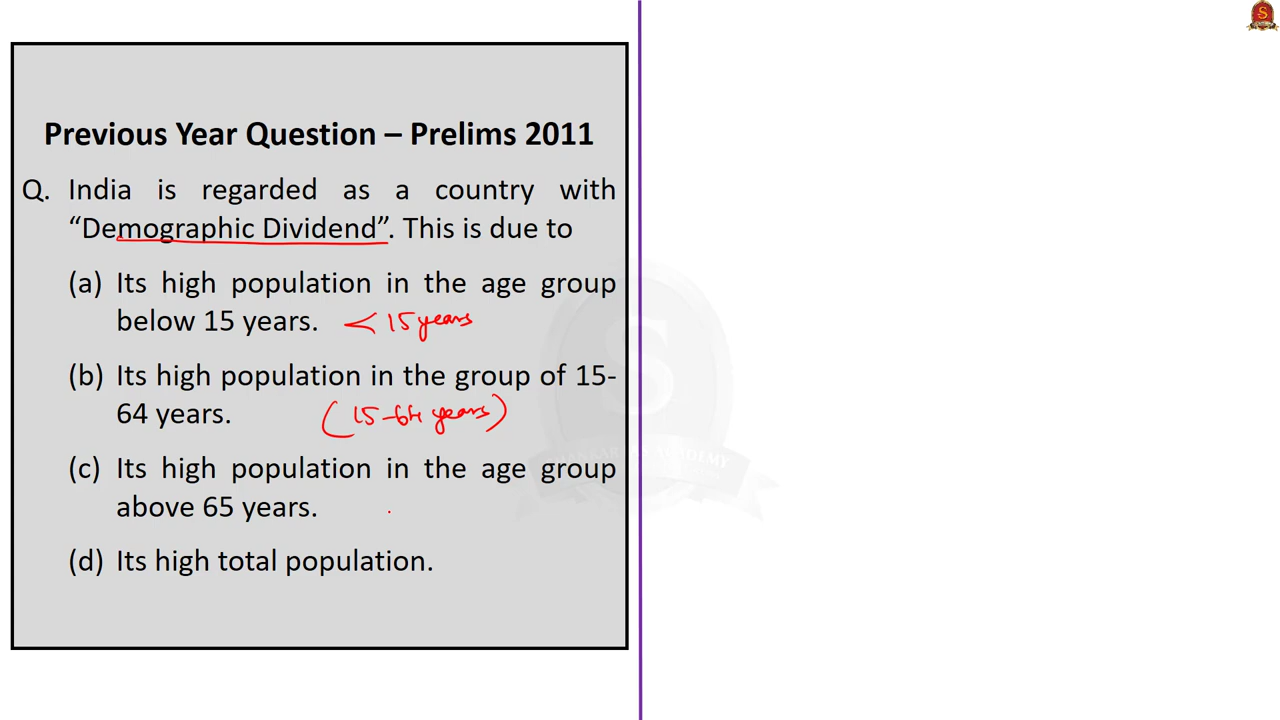 Previous Year Question – Prelims 2011
Q. India is regarded as a country with
“Demographic Dividend”. This is due to
(a) Its high population in the age group
below 15 years. < 15 years
(b) Its high population in the group of 15-
64 years. (15-64 years)
(c) Its high population in the age group
above 65 years.
(d) Its high total population.
S